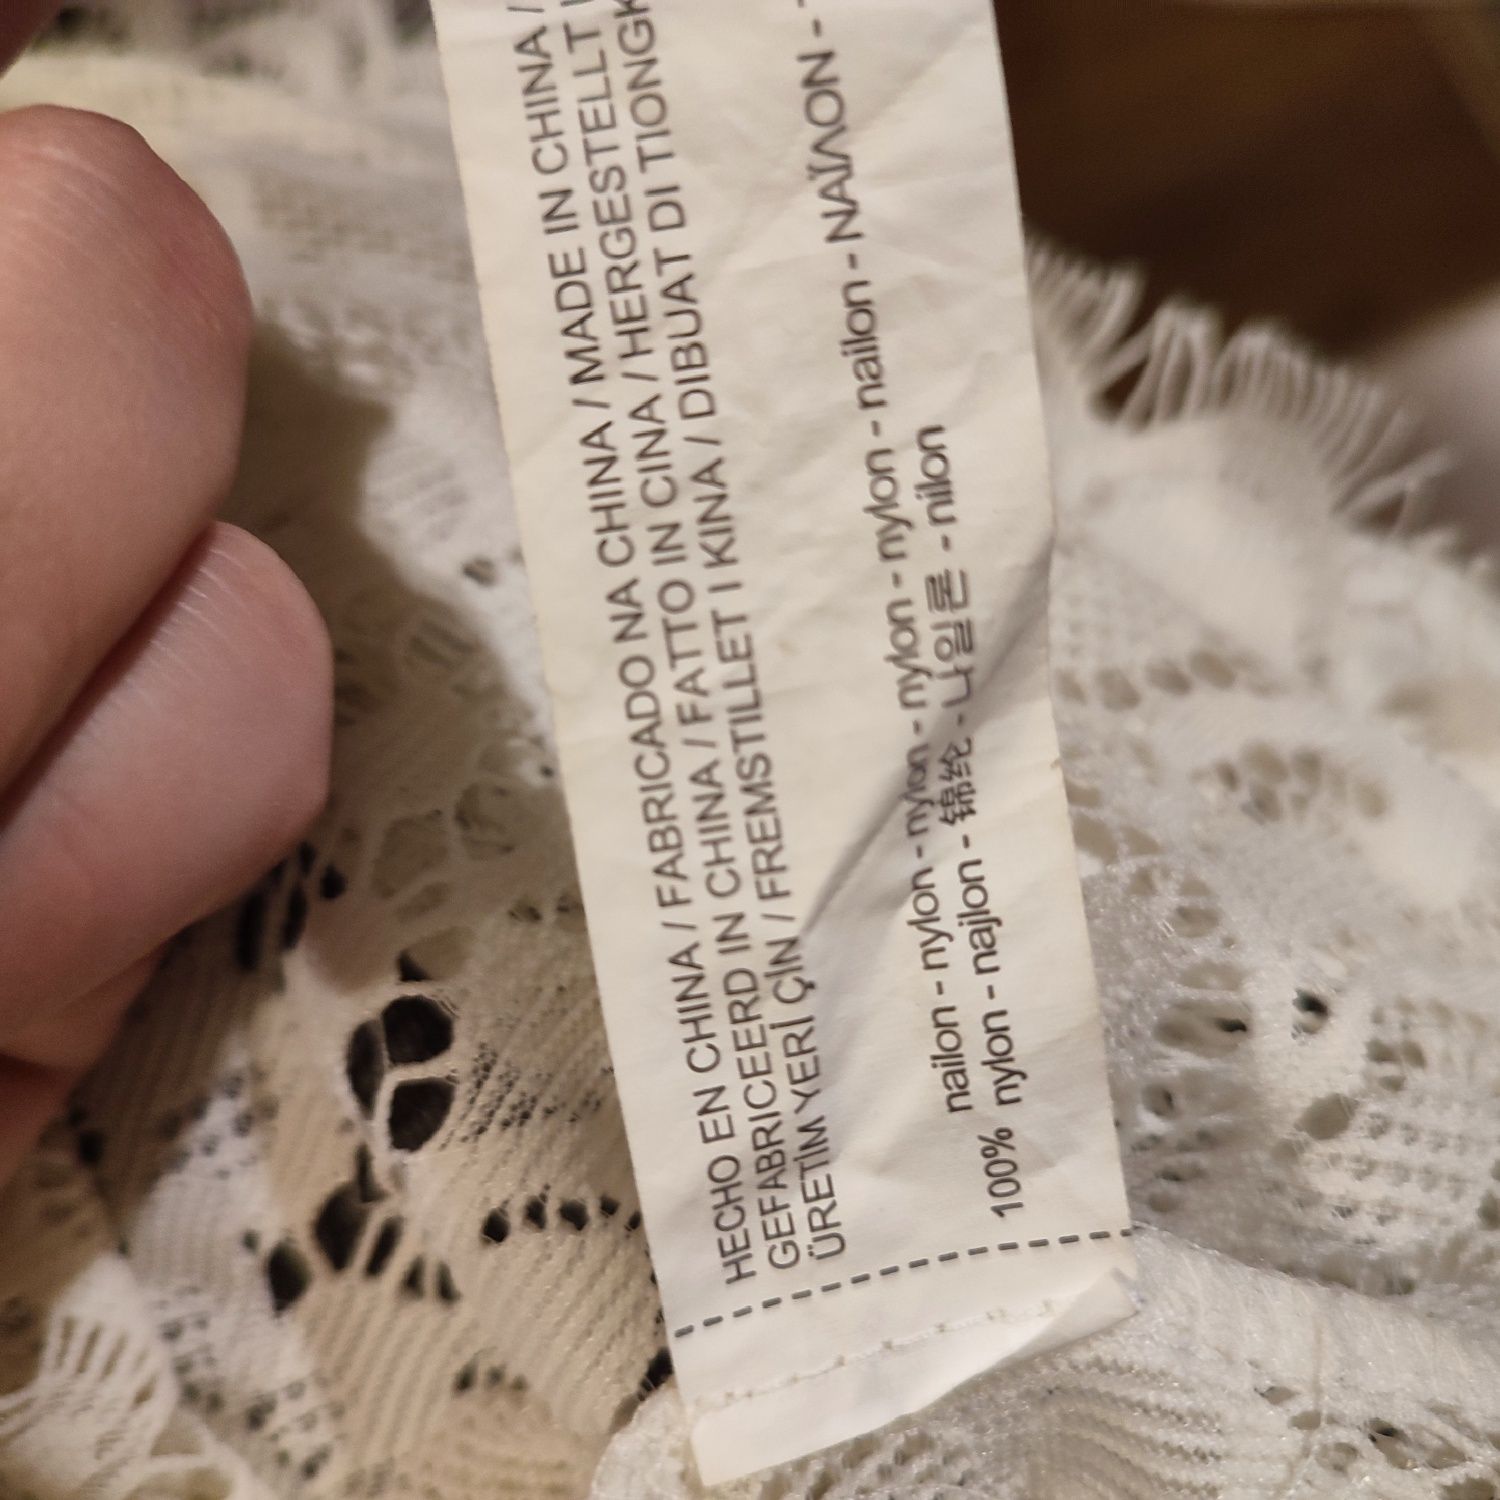 HECHO EN CHINA / FABRICADO NA CHINA / MADE IN CHINA /
GEFABRICEERD IN CHINA / FATTO IN CINA / HERGESTELLT
ÜRETİM YERİ ÇİN / FREMSTILLET I KINA / DIBUAT DI TIONGK
nailon - nylon - nylon - nylon - nylon - nailon - ΝΑΪΛΟΝ -
100% nylon - najlon - 锦纶 - 나일론 - nilon